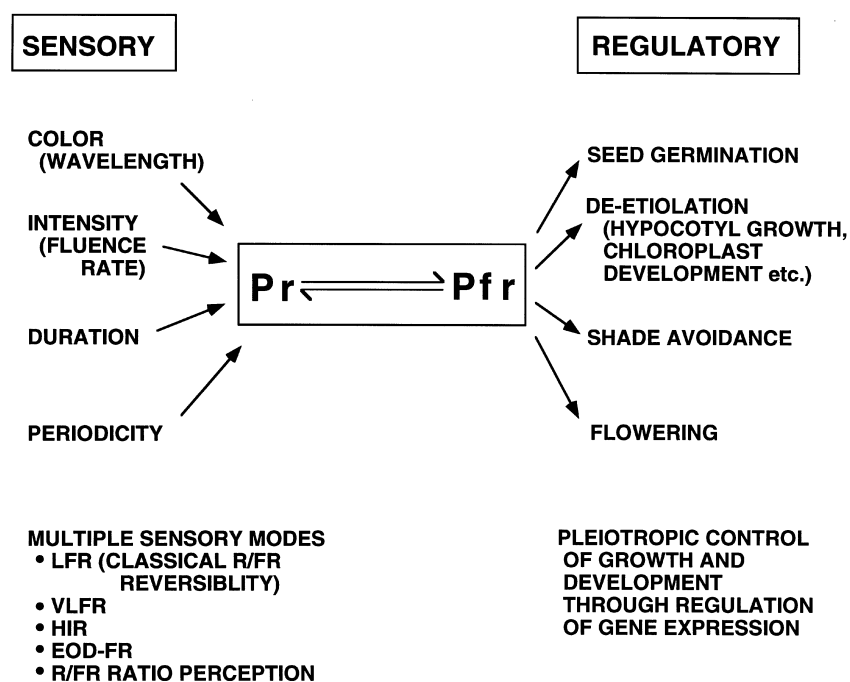 SENSORY
REGULATORY
COLOR
(WAVELENGTH)
INTENSITY
(FLUENCE
RATE)
DURATION
PERIODICITY
Pr
Pfr
SEED GERMINATION
DE-ETIOLATION
(HYPOCOTYL GROWTH,
CHLOROPLAST
DEVELOPMENT etc.)
SHADE AVOIDANCE
FLOWERING
MULTIPLE SENSORY MODES
• LFR (CLASSICAL R/FR
REVERSIBLITY)
• VLFR
• HIR
• EOD-FR
• R/FR RATIO PERCEPTION
PLEIOTROPIC CONTROL
OF GROWTH AND
DEVELOPMENT
THROUGH REGULATION
OF GENE EXPRESSION